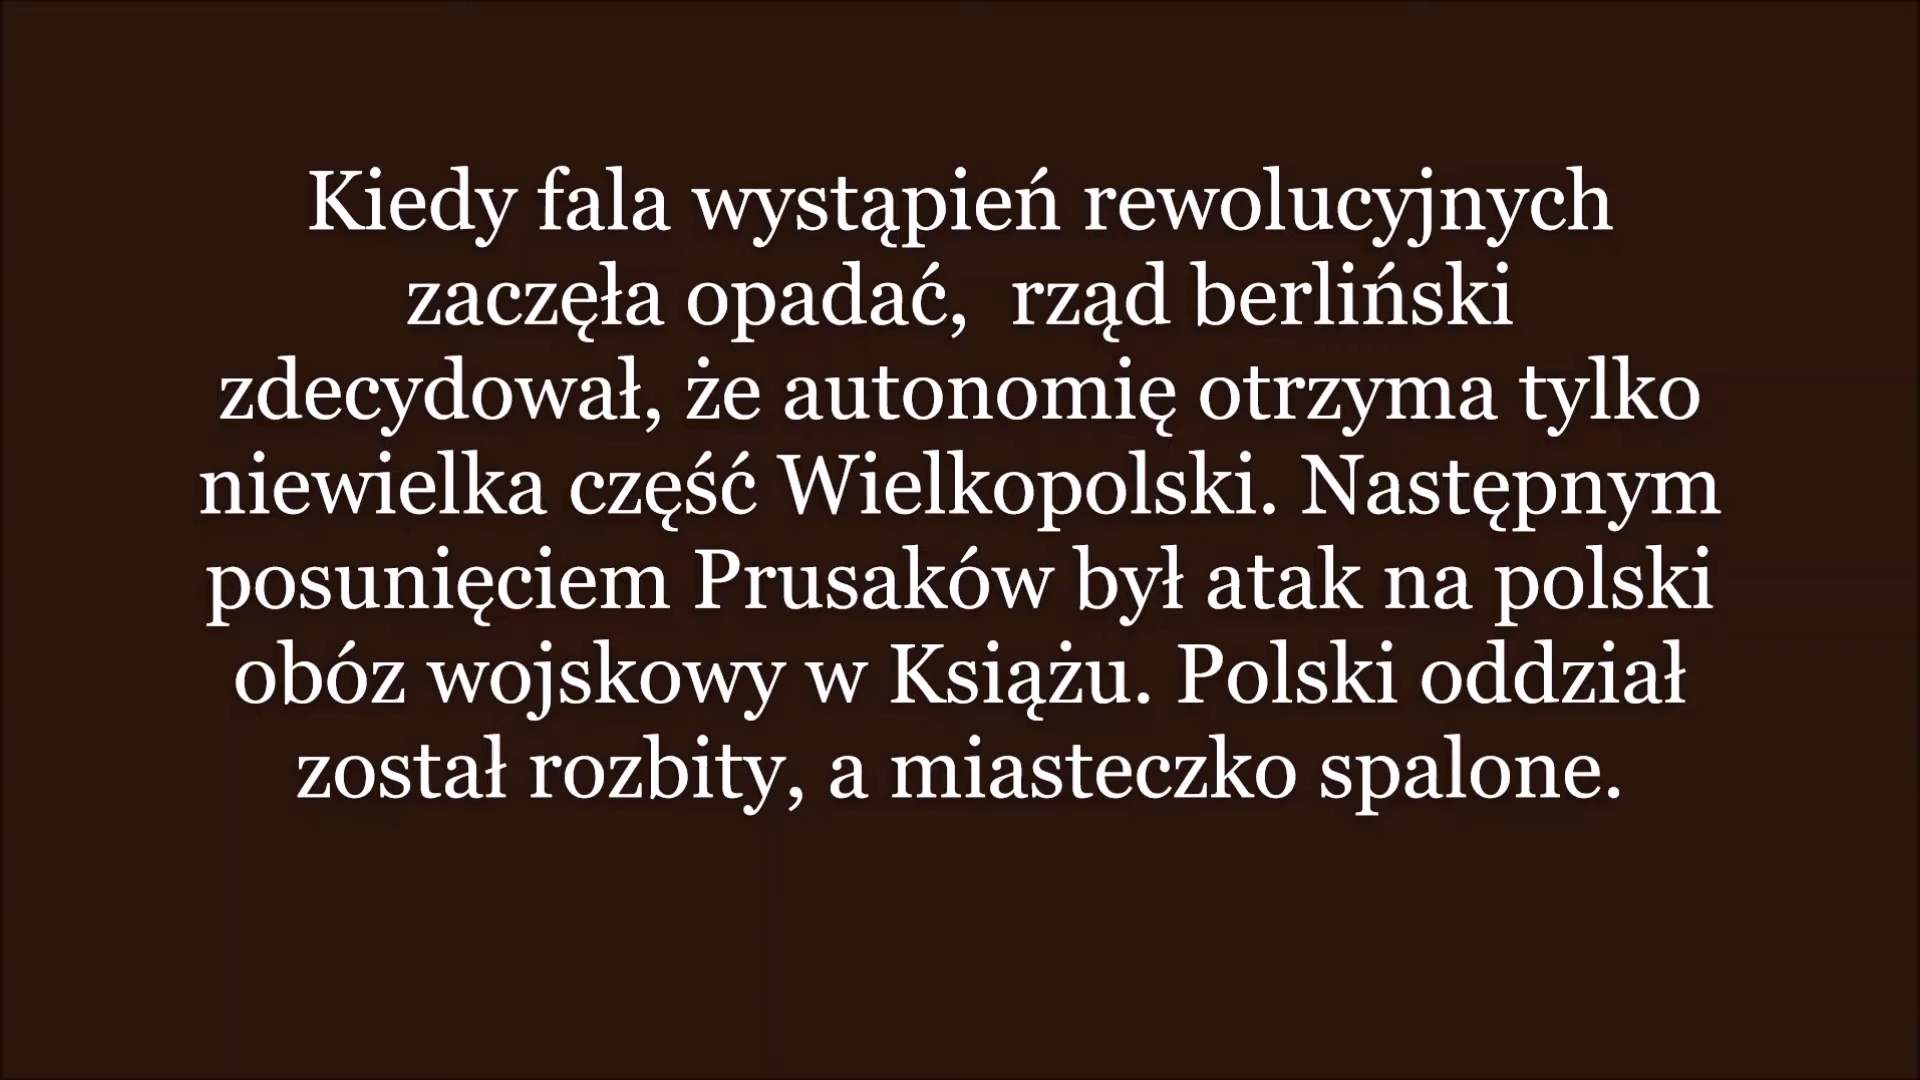 Kiedy fala wystąpień rewolucyjnych
zaczęła opadać,  rząd berliński
zdecydował, że autonomię otrzyma tylko
niewielka część Wielkopolski. Następnym
posunięciem Prusaków był atak na polski
obóz wojskowy w Książu. Polski oddział
został rozbity, a miasteczko spalone.